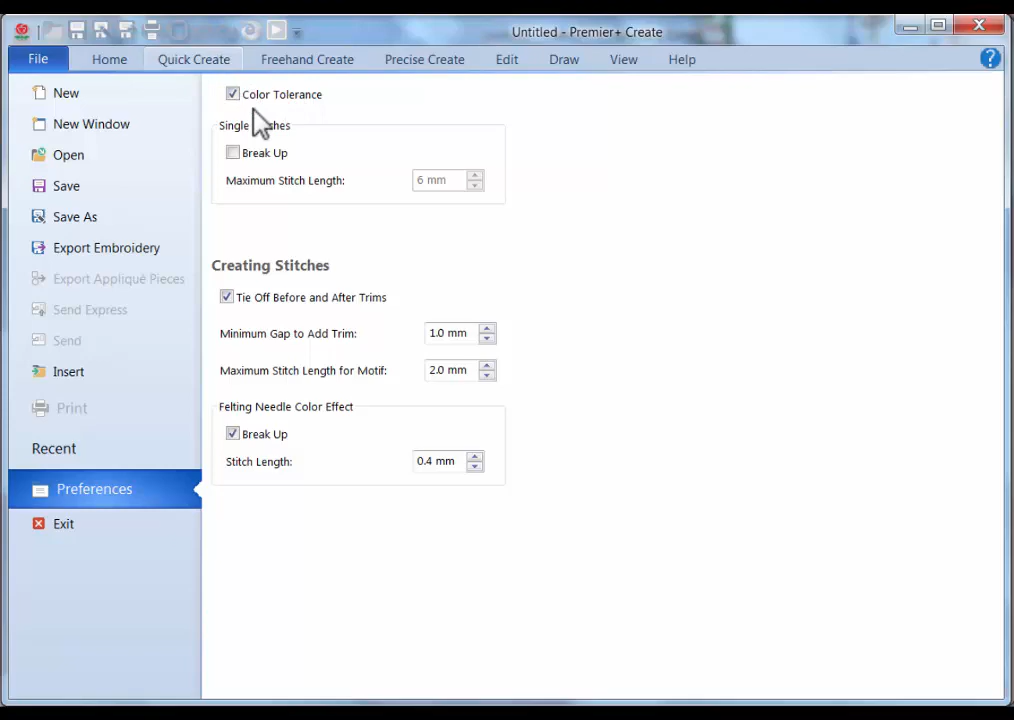 Untitled - Premier+ Create
File Home Quick Create Freehand Create Precise Create Edit Draw View Help
New
New Window
Open
Save
Save As
Export Embroidery
Export Appliqué Pieces
Send Express
Send
Insert
Print
Recent
Preferences
Exit
Color Tolerance
Single
Break Up
Maximum Stitch Length: 6 mm
Creating Stitches
Tie Off Before and After Trims
Minimum Gap to Add Trim: 1.0 mm
Maximum Stitch Length for Motif: 2.0 mm
Felting Needle Color Effect
Break Up
Stitch Length: 0.4 mm